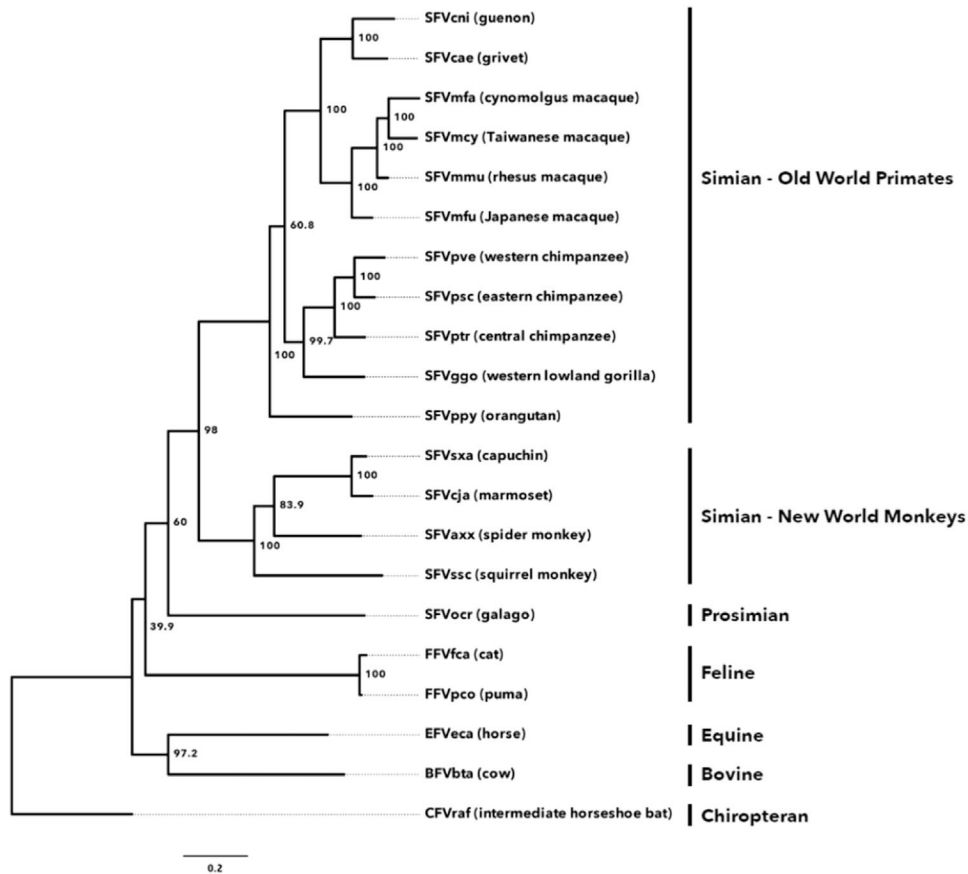 SFVcni (guenon)
100
SFVcae (grivet)
SFVmfa (cynomolgus macaque)
100
100
SFVmcy (Taiwanese macaque)
100
SFVmmu (rhesus macaque)
100
SFVmfu (Japanese macaque)
Simian - Old World Primates
60.8
SFVpve (western chimpanzee)
100
SFVpsc (eastern chimpanzee)
100
SFVptr (central chimpanzee)
99.7
100
SFVggo (western lowland gorilla)
SFVppy (orangutan)
98
SFVsxa (capuchin)
100
SFVcja (marmoset)
83.9
Simian - New World Monkeys
60
SFVaxx (spider monkey)
100
SFVssc (squirrel monkey)
SFVocr (galago)
Prosimian
39.9
FFVfca (cat)
100
Feline
FFVpco (puma)
EFVeca (horse)
Equine
97.2
BFVbta (cow)
Bovine
CFVraf (intermediate horseshoe bat)
Chiropteran
0.2